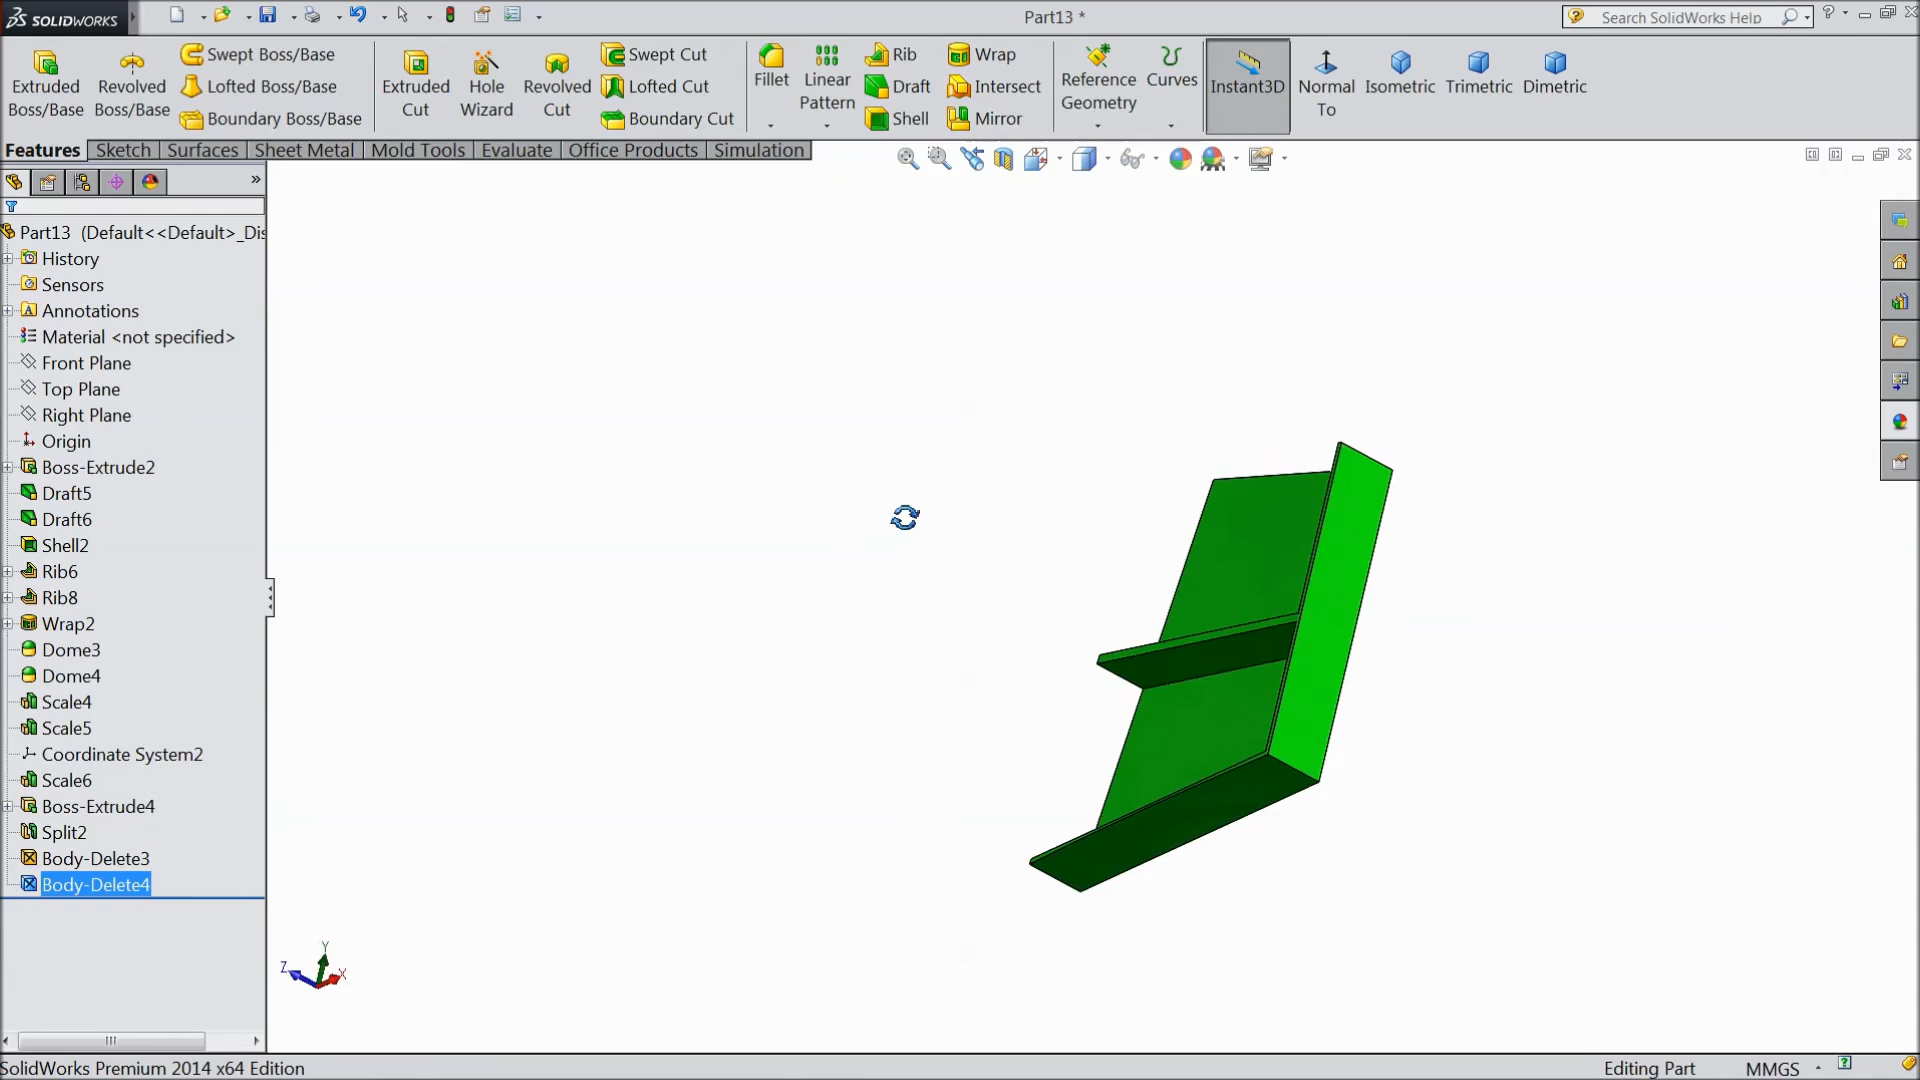 SOLIDWORKS
Part13 *
Search SolidWorks Help
Extruded Boss/Base
Revolved Boss/Base
Swept Boss/Base
Lofted Boss/Base
Boundary Boss/Base
Extruded Cut
Hole Wizard
Revolved Cut
Swept Cut
Lofted Cut
Boundary Cut
Fillet
Linear Pattern
Rib
Draft
Shell
Wrap
Intersect
Mirror
Reference Geometry
Curves
Instant3D
Normal To
Isometric
Trimetric
Dimetric
Features
Sketch
Surfaces
Sheet Metal
Mold Tools
Evaluate
Office Products
Simulation
Part13 (Default<<Default>_Dis
History
Sensors
Annotations
Material <not specified>
Front Plane
Top Plane
Right Plane
Origin
Boss-Extrude2
Draft5
Draft6
Shell2
Rib6
Rib8
Wrap2
Dome3
Dome4
Scale4
Scale5
Coordinate System2
Scale6
Boss-Extrude4
Split2
Body-Delete3
Body-Delete4
Y
Z
X
SolidWorks Premium 2014 x64 Edition
Editing Part
MMGS